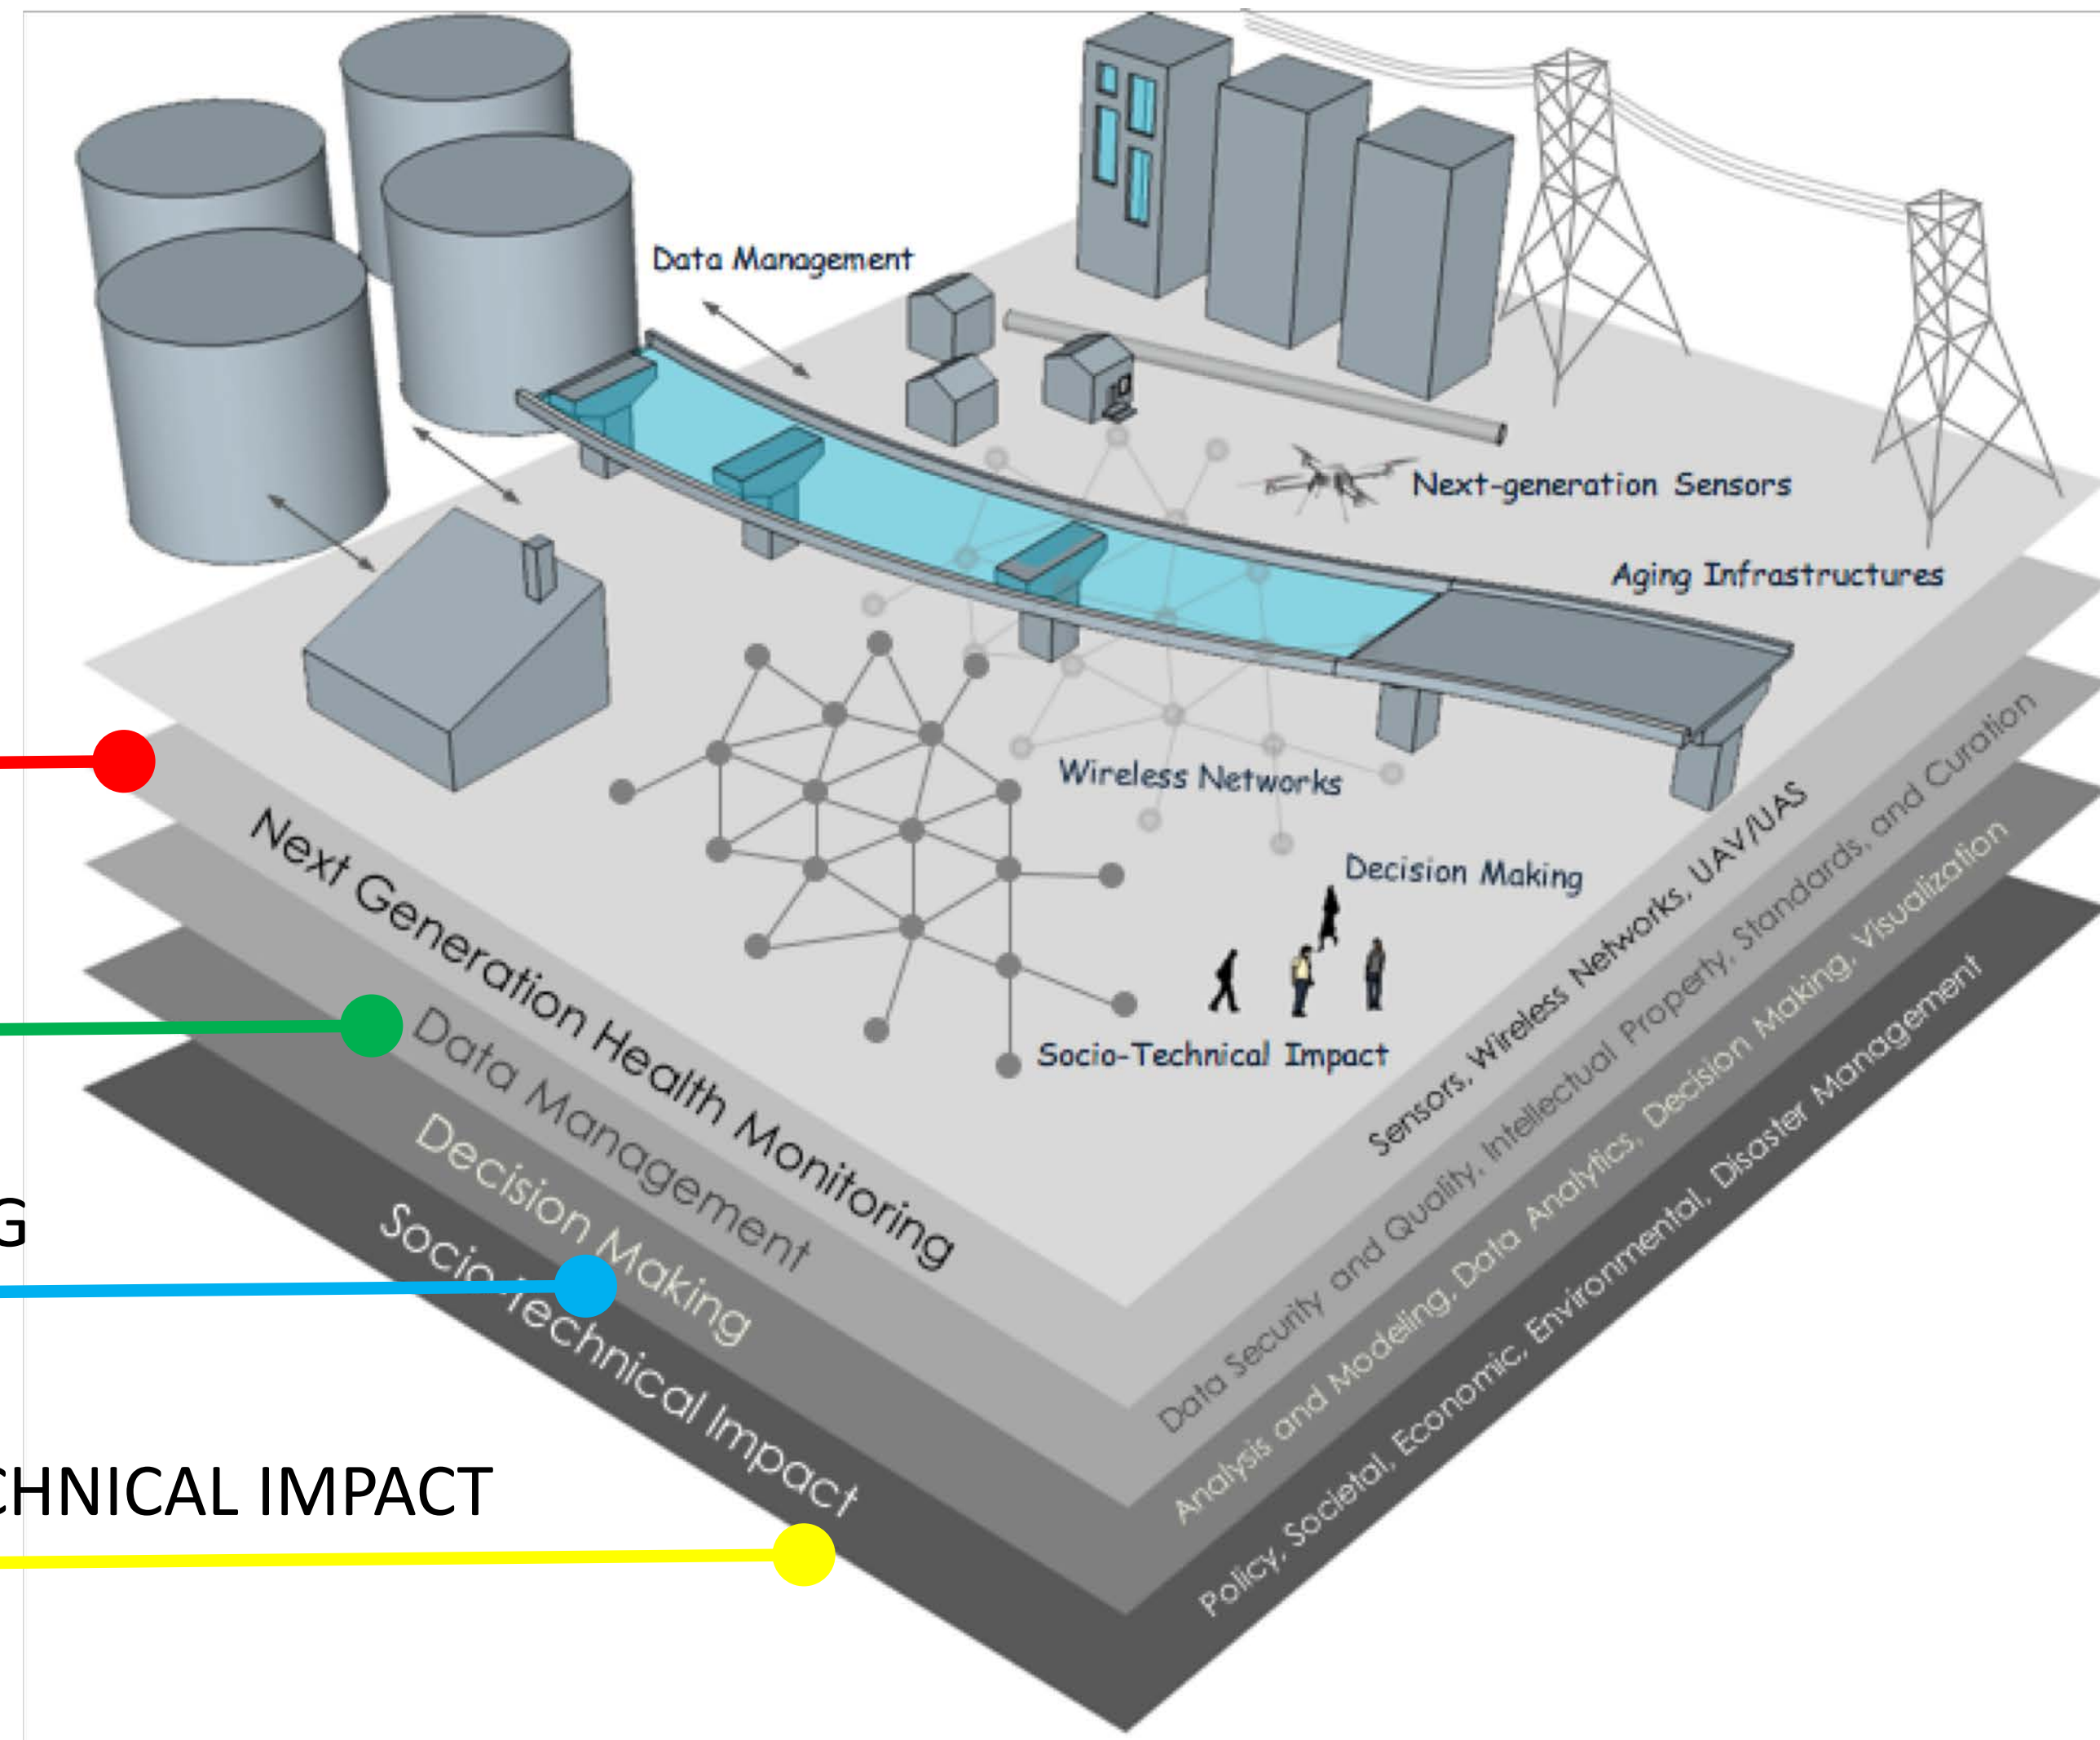 Data Management
Next-generation Sensors
Aging Infrastructures
Wireless Networks
Decision Making
Socio-Technical Impact
Next Generation Health Monitoring
Data Management
Decision Making
Socio-Technical Impact
Sensors, Wireless Networks, UAV/UAS
Data Security and Quality, Intellectual Property, Standards, and Curation
Analysis and Modeling, Data Analytics, Decision Making, Visualization
Policy, Societal, Economic, Environmental, Disaster Management
G
CHNICAL IMPACT